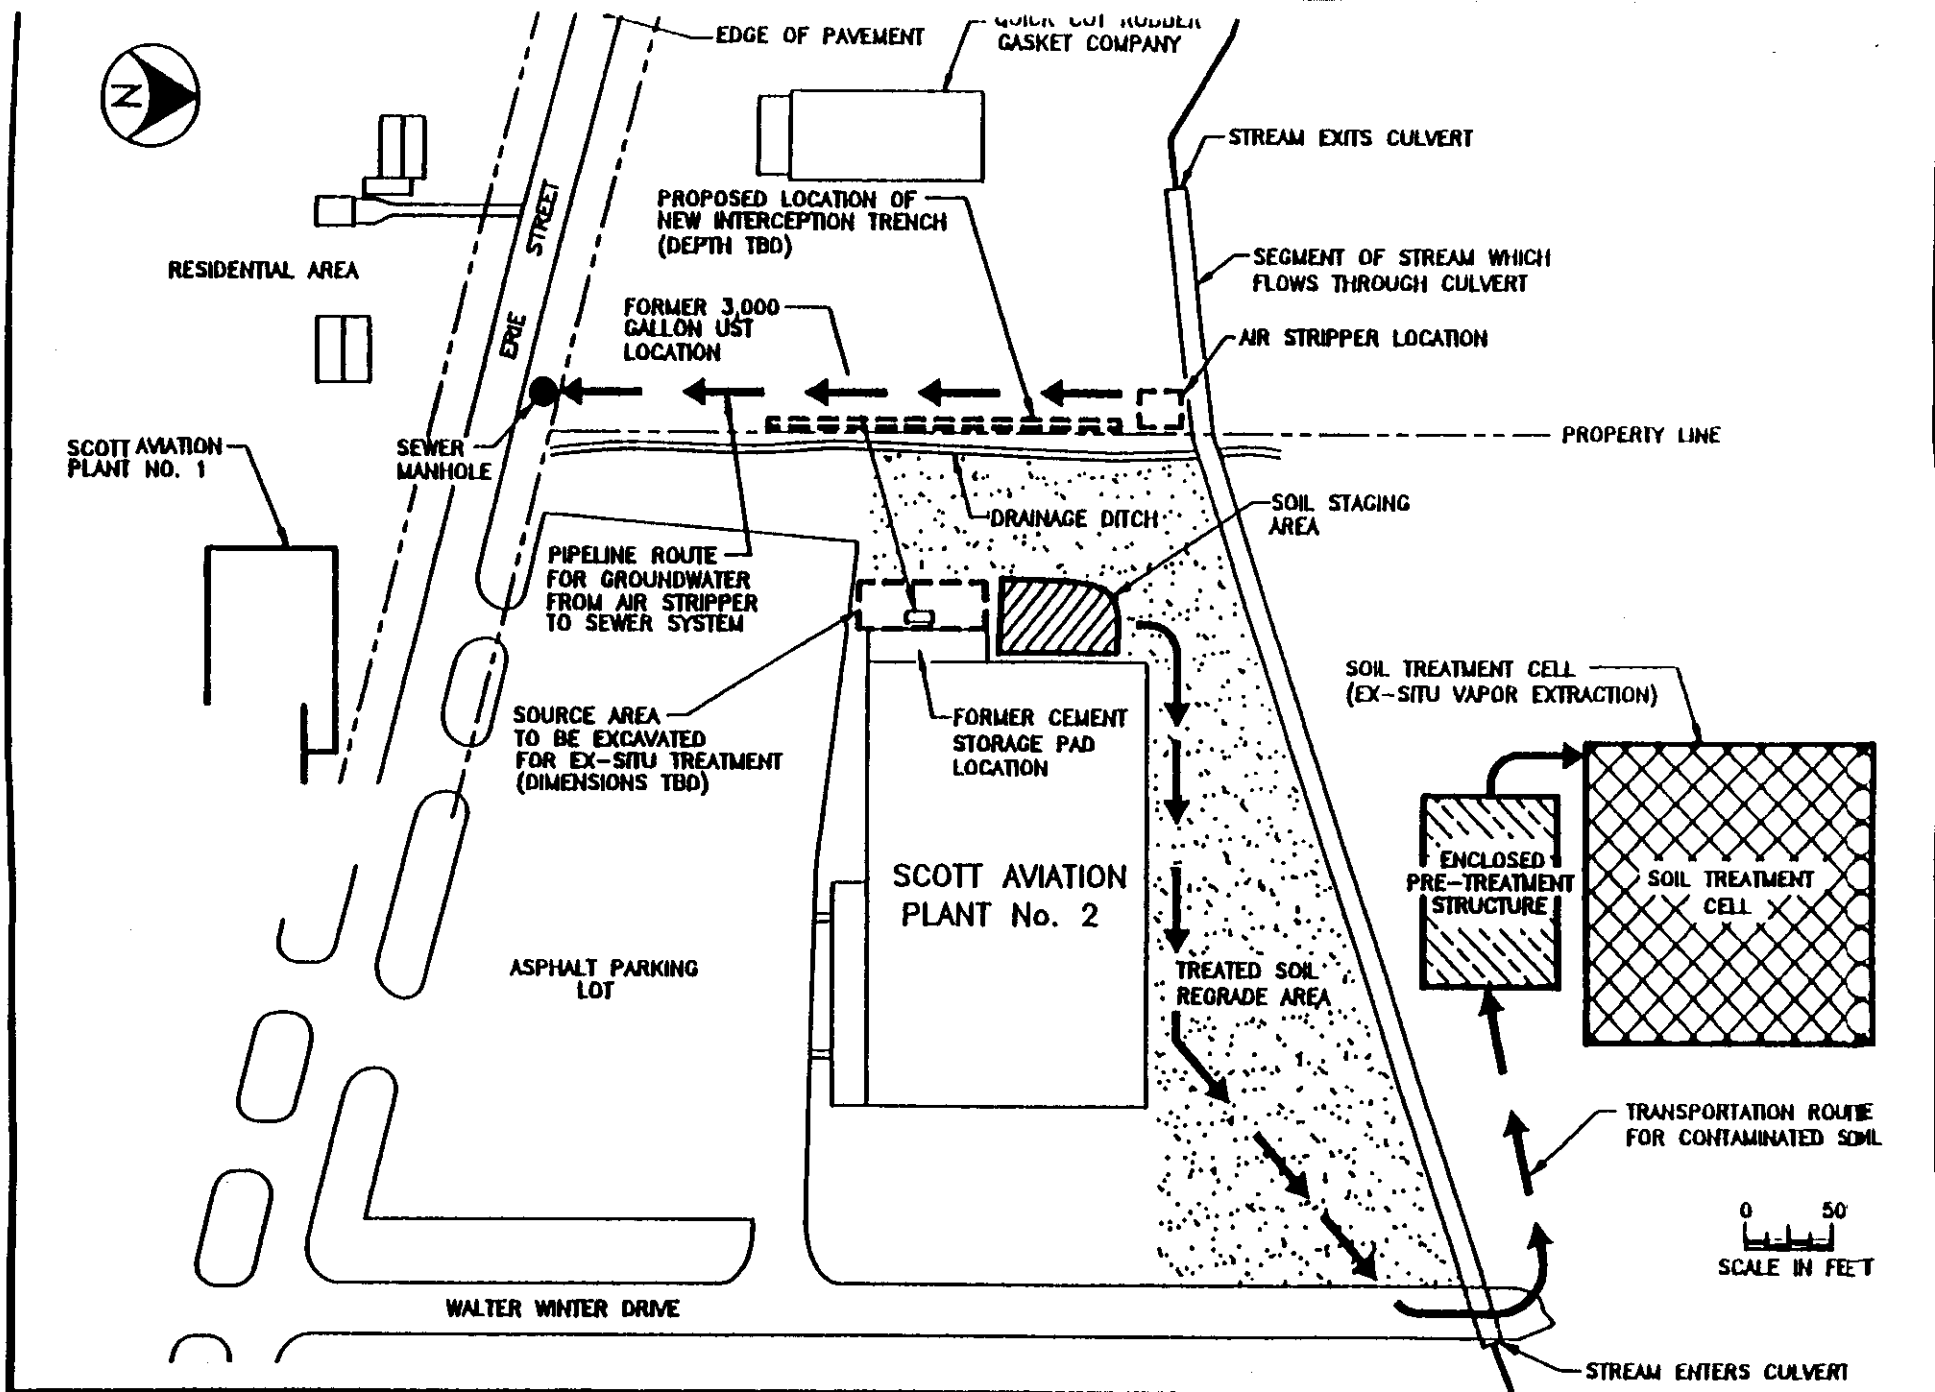 EDGE OF PAVEMENT
QUICK CUT RUBBER
GASKET COMPANY
N
STREAM EXITS CULVERT
PROPOSED LOCATION OF
NEW INTERCEPTION TRENCH
(DEPTH TBD)
ERIE STREET
RESIDENTIAL AREA
SEGMENT OF STREAM WHICH
FLOWS THROUGH CULVERT
FORMER 3,000
GALLON UST
LOCATION
AIR STRIPPER LOCATION
SCOTT AVIATION
PLANT NO. 1
SEWER
MANHOLE
PROPERTY LINE
DRAINAGE DITCH
SOIL STAGING
AREA
PIPELINE ROUTE
FOR GROUNDWATER
FROM AIR STRIPPER
TO SEWER SYSTEM
SOURCE AREA
TO BE EXCAVATED
FOR EX-SITU TREATMENT
(DIMENSIONS TBD)
FORMER CEMENT
STORAGE PAD
LOCATION
SOIL TREATMENT CELL
(EX-SITU VAPOR EXTRACTION)
SCOTT AVIATION
PLANT No. 2
ENCLOSED
PRE-TREATMENT
STRUCTURE
SOIL TREATMENT
CELL
ASPHALT PARKING
LOT
TREATED SOIL
REGRADE AREA
TRANSPORTATION ROUTE
FOR CONTAMINATED SOIL
0 50
SCALE IN FEET
WALTER WINTER DRIVE
STREAM ENTERS CULVERT